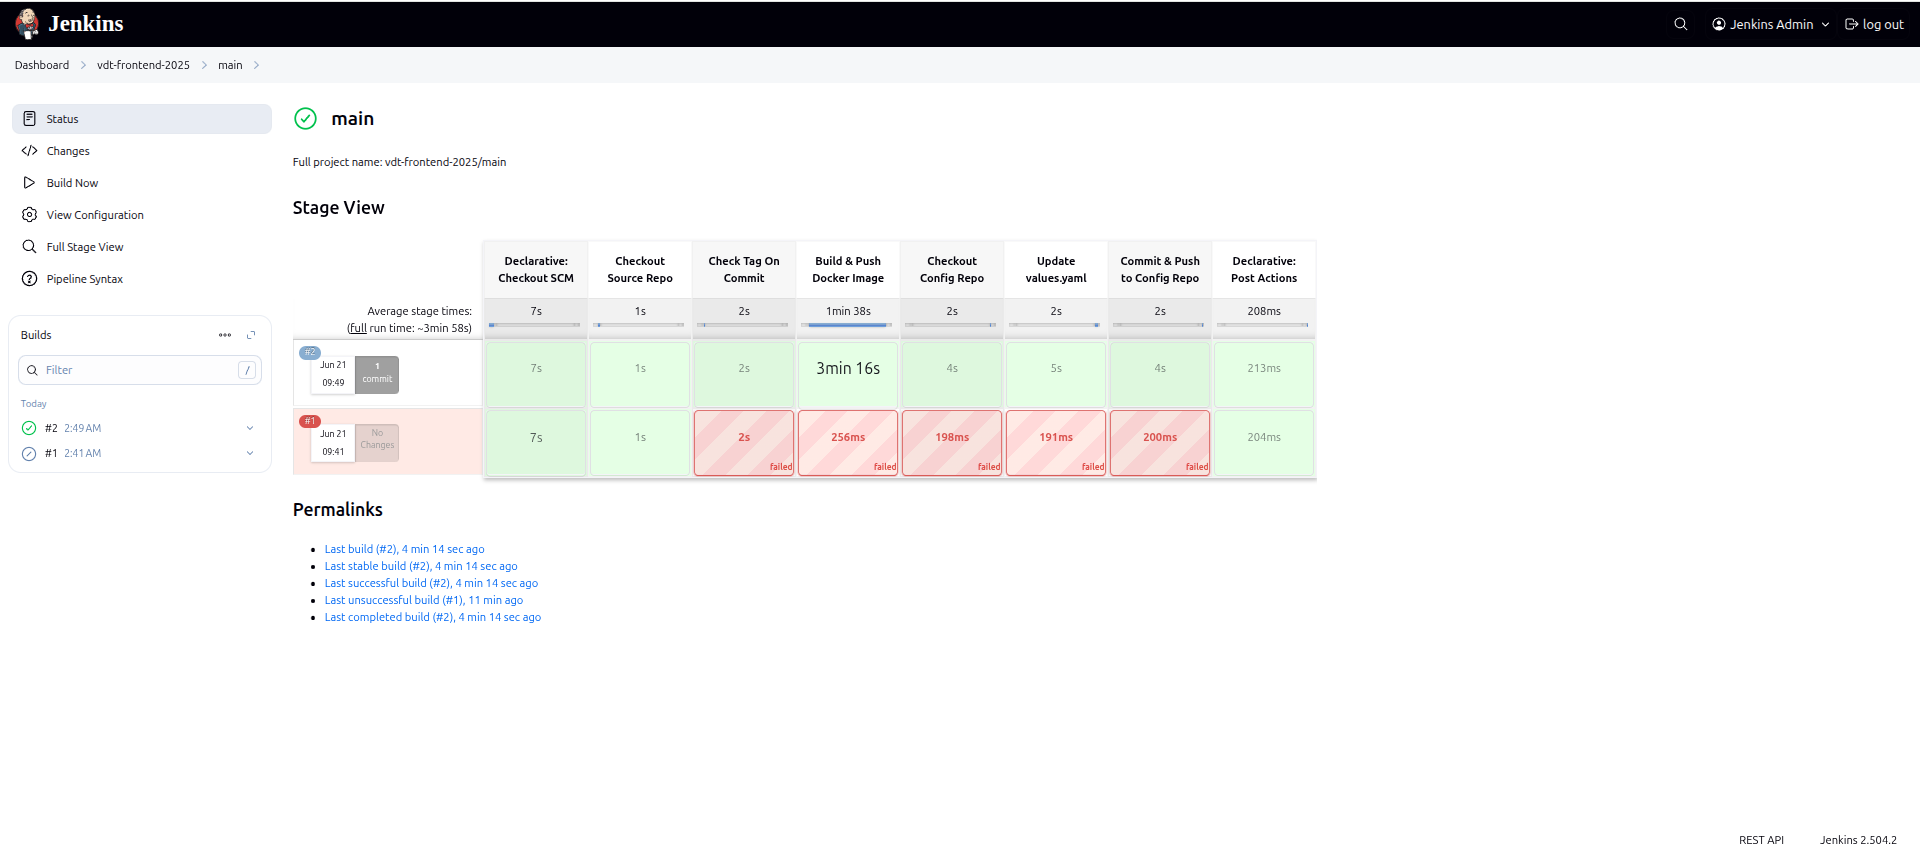 Jenkins
Jenkins Admin
log out
Dashboard
vdt-frontend-2025
main
Status
Changes
Build Now
View Configuration
Full Stage View
Pipeline Syntax
Builds
Filter
/
Today
#2 2:49 AM
#1 2:41 AM
main
Full project name: vdt-frontend-2025/main
Stage View
Declarative: Checkout SCM
Checkout Source Repo
Check Tag On Commit
Build & Push Docker Image
Checkout Config Repo
Update values.yaml
Commit & Push to Config Repo
Declarative: Post Actions
Average stage times:
(full run time: ~3min 58s)
7s 1s 2s 1min 38s 2s 2s 2s 208ms
#2
Jun 21
09:49
1
commit
7s 1s 2s 3min 16s 4s 5s 4s 213ms
#1
Jun 21
09:41
No
Changes
7s 1s 2s 256ms 198ms 191ms 200ms 204ms
failed failed failed failed failed
Permalinks
Last build (#2), 4 min 14 sec ago
Last stable build (#2), 4 min 14 sec ago
Last successful build (#2), 4 min 14 sec ago
Last unsuccessful build (#1), 11 min ago
Last completed build (#2), 4 min 14 sec ago
REST API
Jenkins 2.504.2